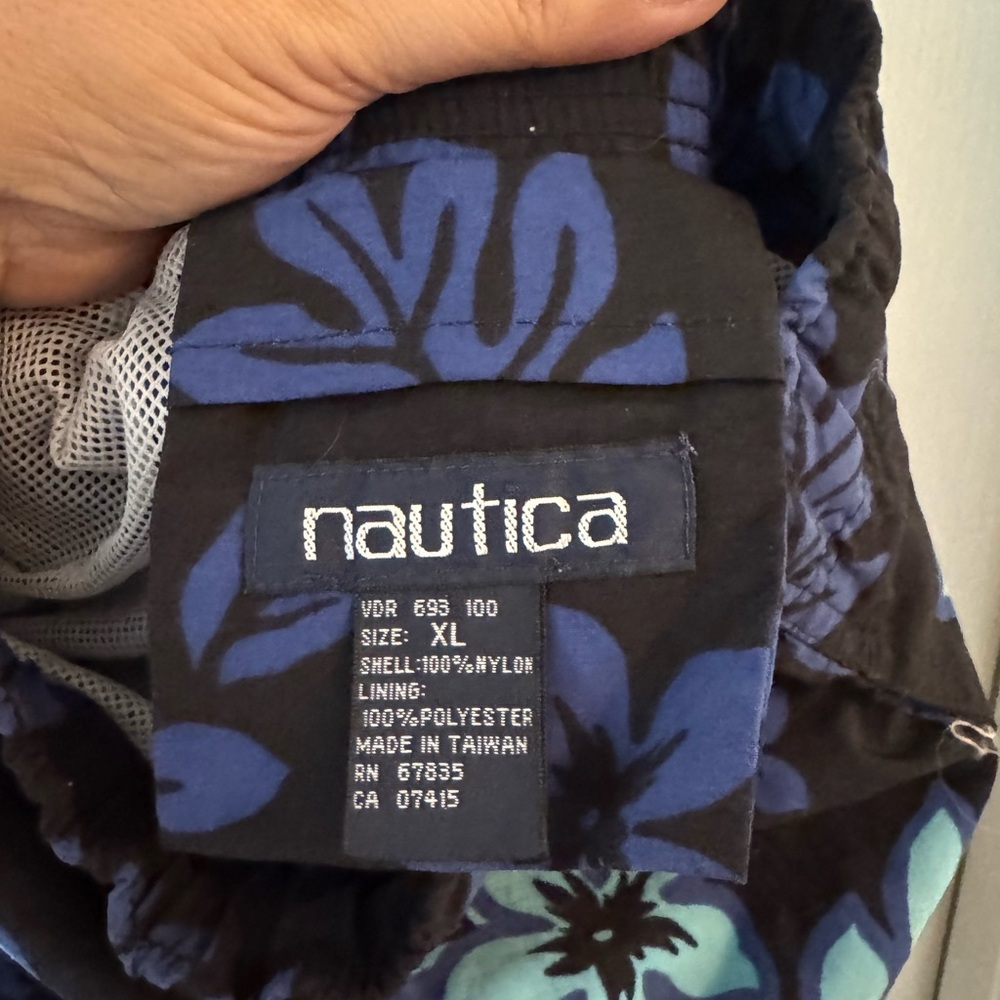 nautica
VDR 693 100
SIZE: XL
SHELL:100%NYLON
LINING:
100%POLYESTER
MADE IN TAIWAN
RN 67835
CA 07415